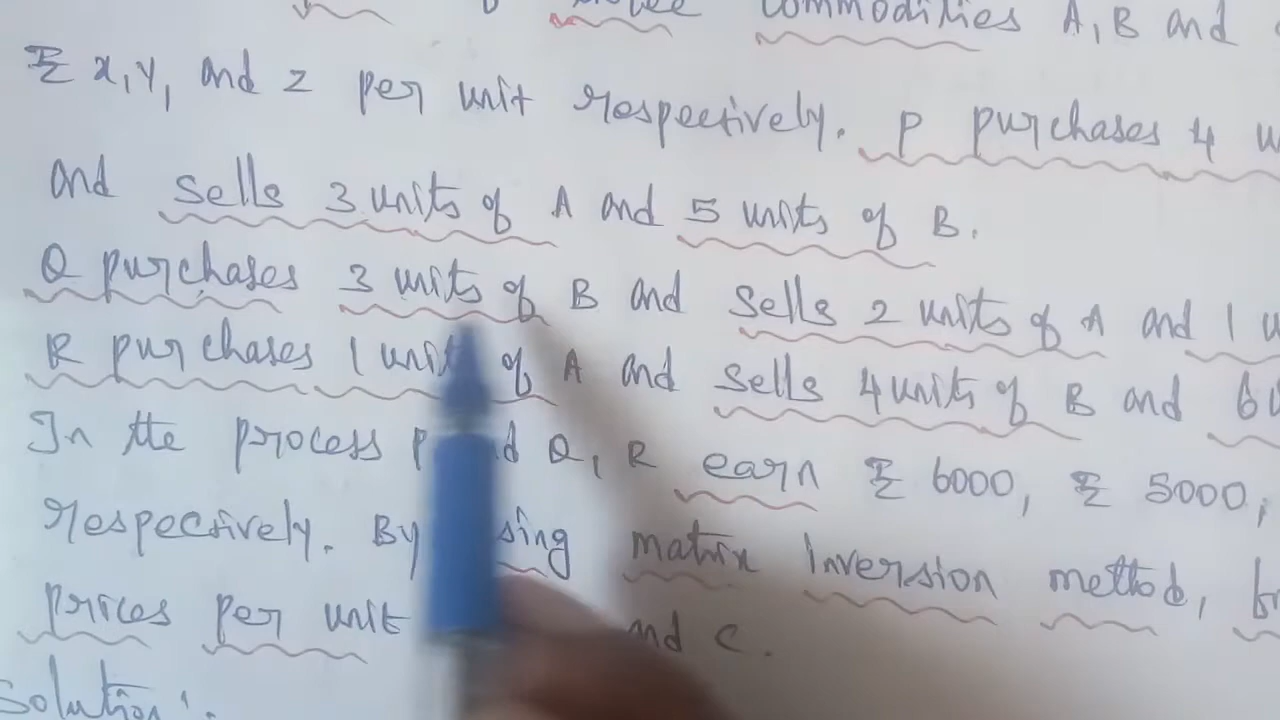 commodities A, B and
₹ x, y, and z per unit respectively. P purchases 4
and sells 3 units of A and 5 units of B.
Q purchases 3 units of B and sells 2 units of A and 1
R purchases 1 unit of A and sells 4 units of B and 6
In the process Q, R earn ₹ 6000, ₹ 5000,
respectively. By matrix inversion method,
prices per unit and C.
Solution: